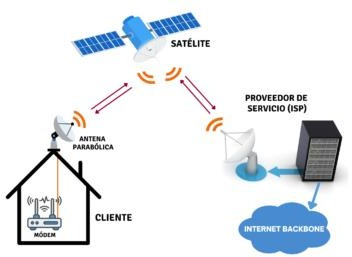 SATÉLITE
PROVEEDOR DE
SERVICIO (ISP)
ANTENA
PARABÓLICA
CLIENTE
MÓDEM
INTERNET BACKBONE